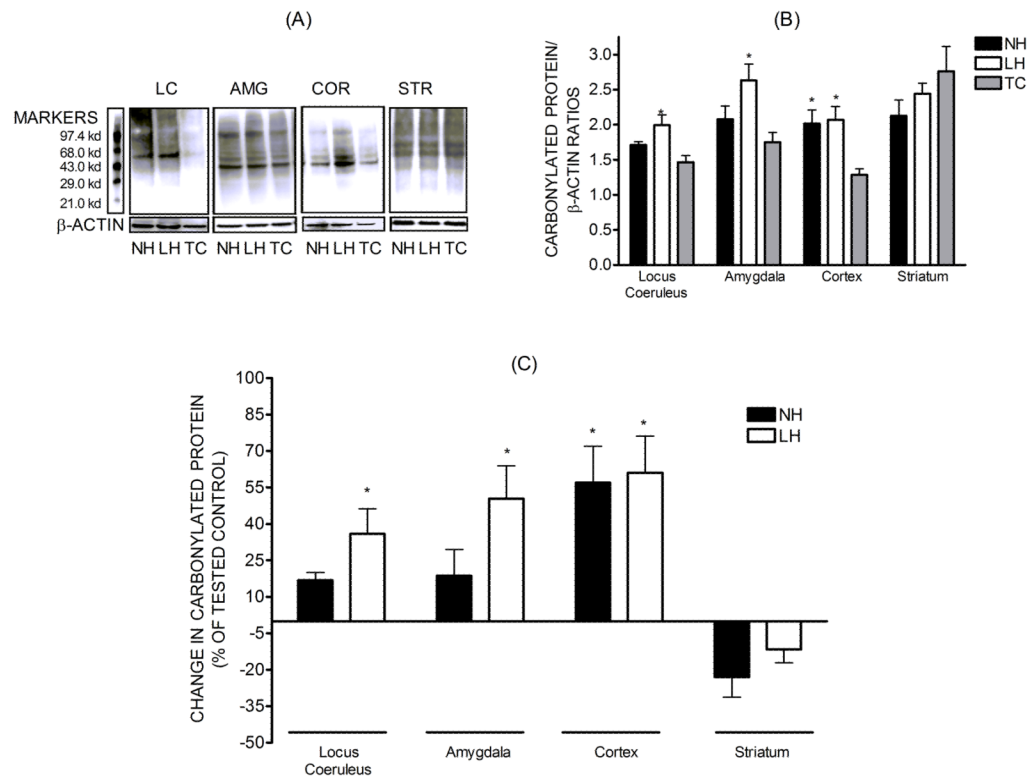 (A)
LC AMG COR STR
MARKERS
97.4 kd
68.0 kd
43.0 kd
29.0 kd
21.0 kd
β-ACTIN
NH LH TC NH LH TC NH LH TC NH LH TC
(B)
CARBONYLATED PROTEIN/
β-ACTIN RATIOS
3.0
2.5
2.0
1.5
1.0
0.5
0.0
* * * *
*
NH
LH
TC
Locus
Coeruleus
Amygdala
Cortex
Striatum
(C)
CHANGE IN CARBONYLATED PROTEIN
(% OF TESTED CONTROL)
100
85
70
55
40
25
10
-5
-20
-35
-50
* * * *
NH
LH
Locus
Coeruleus
Amygdala
Cortex
Striatum